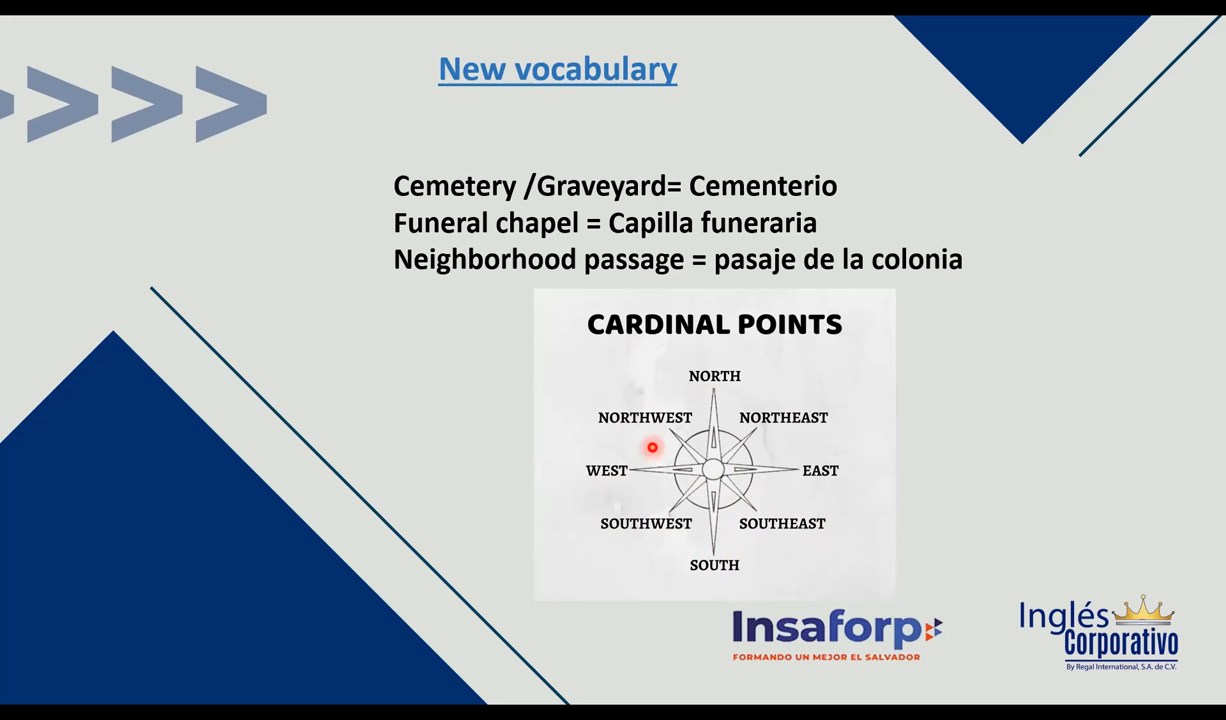 New vocabulary
Cemetery /Graveyard= Cementerio
Funeral chapel = Capilla funeraria
Neighborhood passage = pasaje de la colonia
CARDINAL POINTS
NORTH
NORTHWEST NORTHEAST
WEST EAST
SOUTHWEST SOUTHEAST
SOUTH
Insaforp
FORMANDO UN MEJOR EL SALVADOR
Inglés
Corporativo
By Regal International, S.A. de C.V.